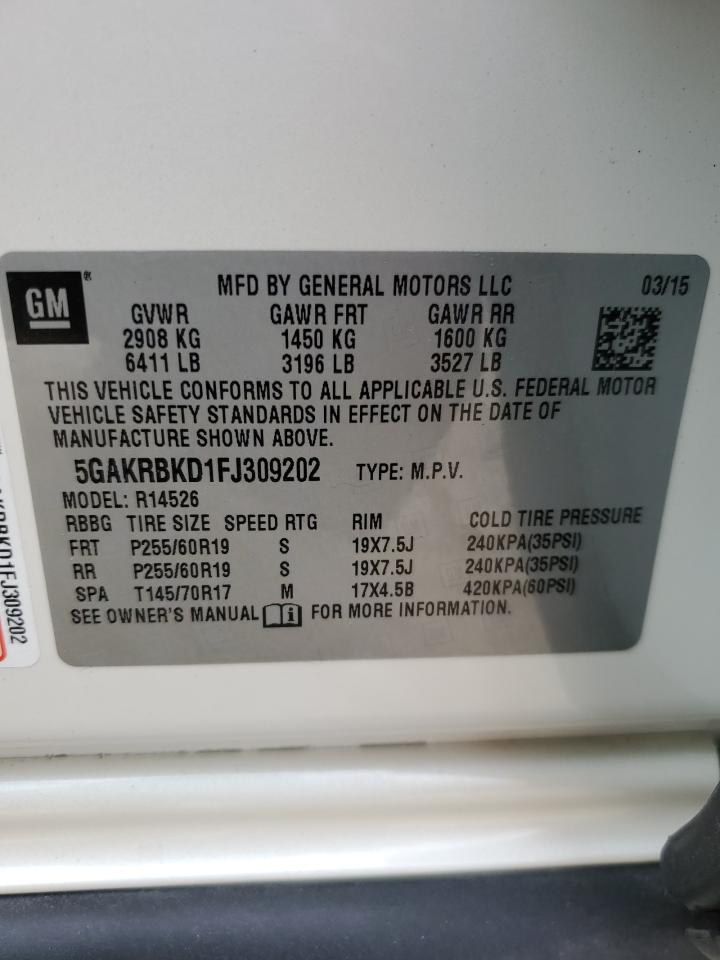 GM ®
MFD BY GENERAL MOTORS LLC 03/15
GVWR GAWR FRT GAWR RR
2908 KG 1450 KG 1600 KG
6411 LB 3196 LB 3527 LB
THIS VEHICLE CONFORMS TO ALL APPLICABLE U.S. FEDERAL MOTOR
VEHICLE SAFETY STANDARDS IN EFFECT ON THE DATE OF
MANUFACTURE SHOWN ABOVE.
5GAKRBKD1FJ309202 TYPE: M.P.V.
MODEL: R14526
RBBG TIRE SIZE SPEED RTG RIM COLD TIRE PRESSURE
FRT P255/60R19 S 19X7.5J 240KPA(35PSI)
RR P255/60R19 S 19X7.5J 240KPA(35PSI)
SPA T145/70R17 M 17X4.5B 420KPA(60PSI)
SEE OWNER'S MANUAL i FOR MORE INFORMATION.
KRBKD1FJ309202